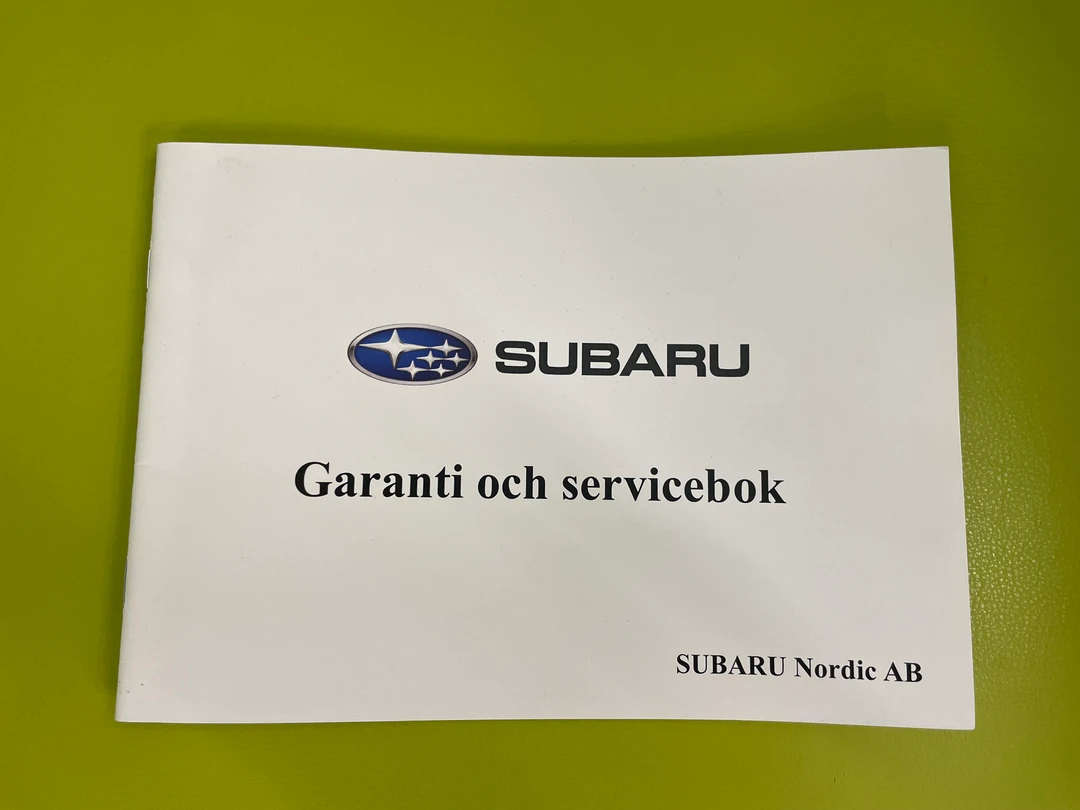 SUBARU
Garanti och servicebok
SUBARU Nordic AB